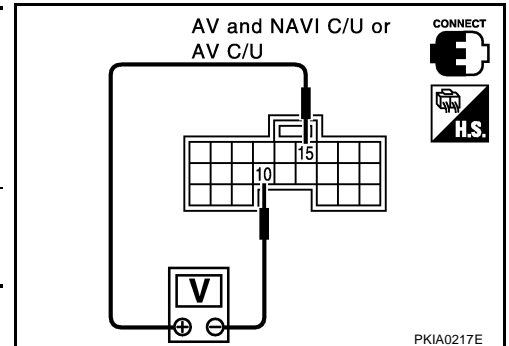 AV and NAVI C/U or
AV C/U
CONNECT
H.S.
15
10
V
+ -
PKIA0217E